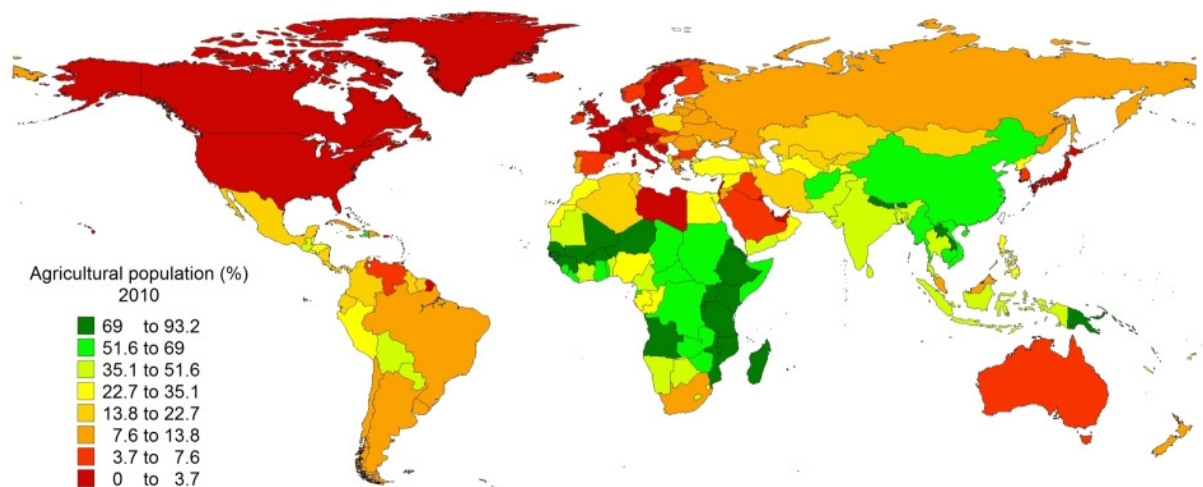 Agricultural population (%)
2010
69 to 93.2
51.6 to 69
35.1 to 51.6
22.7 to 35.1
13.8 to 22.7
7.6 to 13.8
3.7 to 7.6
0 to 3.7